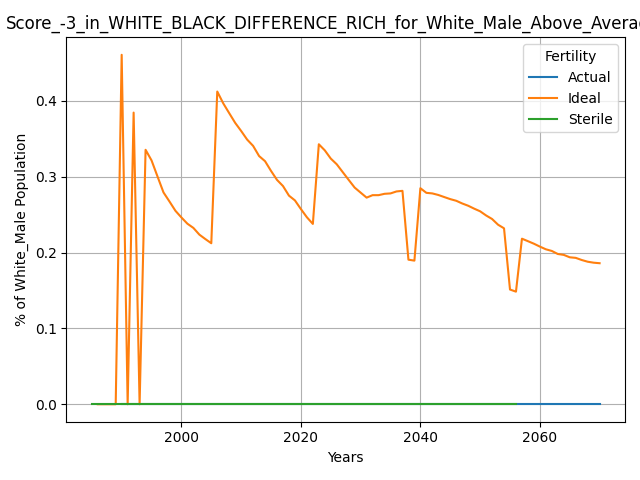 Score_-3_in_WHITE_BLACK_DIFFERENCE_RICH_for_White_Male_Above_Avera
Fertility
Actual
Ideal
Sterile
% of White_Male Population
0.4
0.3
0.2
0.1
0.0
2000
2020
2040
2060
Years